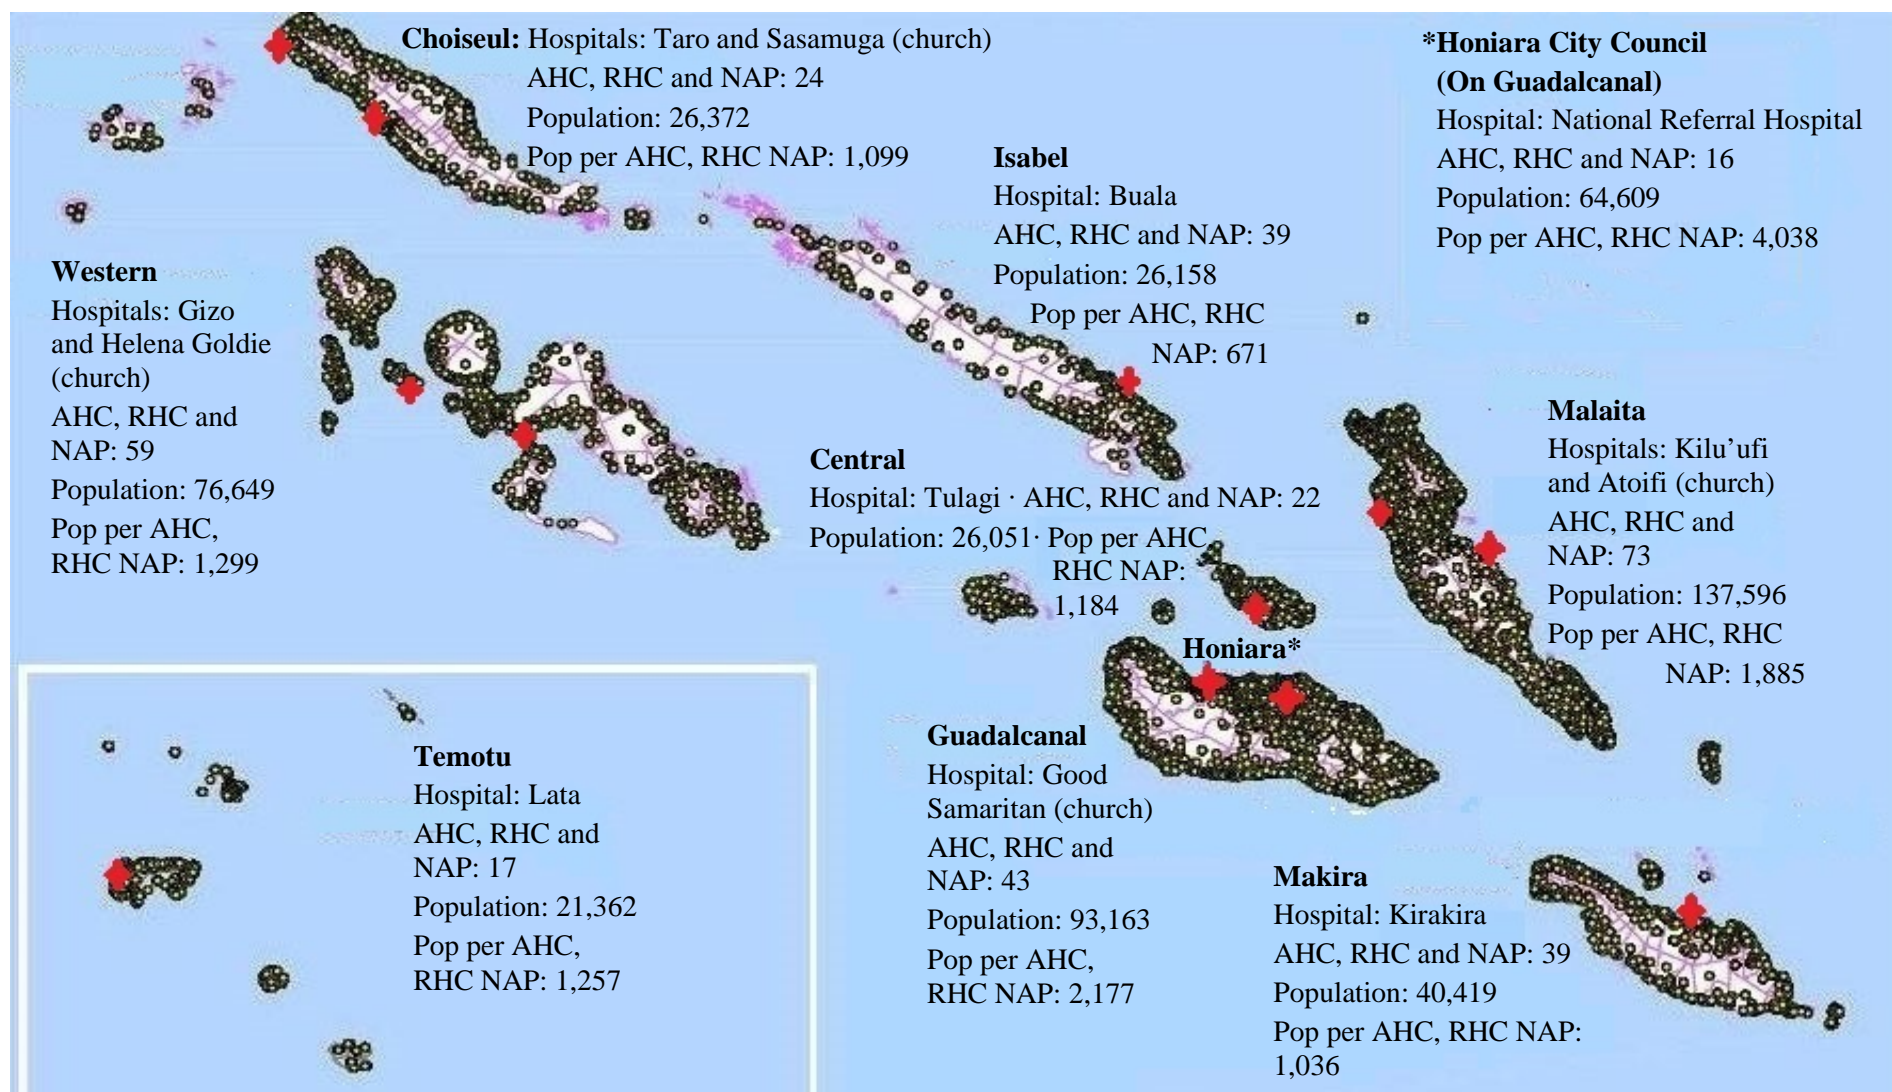 Choiseul: Hospitals: Taro and Sasamuga (church)
AHC, RHC and NAP: 24
Population: 26,372
Pop per AHC, RHC NAP: 1,099
*Honiara City Council
(On Guadalcanal)
Hospital: National Referral Hospital
AHC, RHC and NAP: 16
Population: 64,609
Pop per AHC, RHC NAP: 4,038
Isabel
Hospital: Buala
AHC, RHC and NAP: 39
Population: 26,158
Pop per AHC, RHC
NAP: 671
Western
Hospitals: Gizo
and Helena Goldie
(church)
AHC, RHC and
NAP: 59
Population: 76,649
Pop per AHC,
RHC NAP: 1,299
Central
Hospital: Tulagi · AHC, RHC and NAP: 22
Population: 26,051· Pop per AHC
RHC NAP:
1,184
Malaita
Hospitals: Kilu’ufi
and Atoifi (church)
AHC, RHC and
NAP: 73
Population: 137,596
Pop per AHC, RHC
NAP: 1,885
Honiara*
Temotu
Hospital: Lata
AHC, RHC and
NAP: 17
Population: 21,362
Pop per AHC,
RHC NAP: 1,257
Guadalcanal
Hospital: Good
Samaritan (church)
AHC, RHC and
NAP: 43
Population: 93,163
Pop per AHC,
RHC NAP: 2,177
Makira
Hospital: Kirakira
AHC, RHC and NAP: 39
Population: 40,419
Pop per AHC, RHC NAP:
1,036